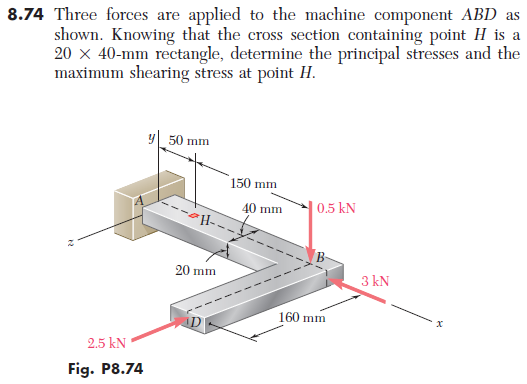 8.74 Three forces are applied to the machine component ABD as
shown. Knowing that the cross section containing point H is a
20 × 40-mm rectangle, determine the principal stresses and the
maximum shearing stress at point H.
y
50 mm
150 mm
A
40 mm
0.5 kN
H
z
B
20 mm
3 kN
160 mm
x
D
2.5 kN
Fig. P8.74